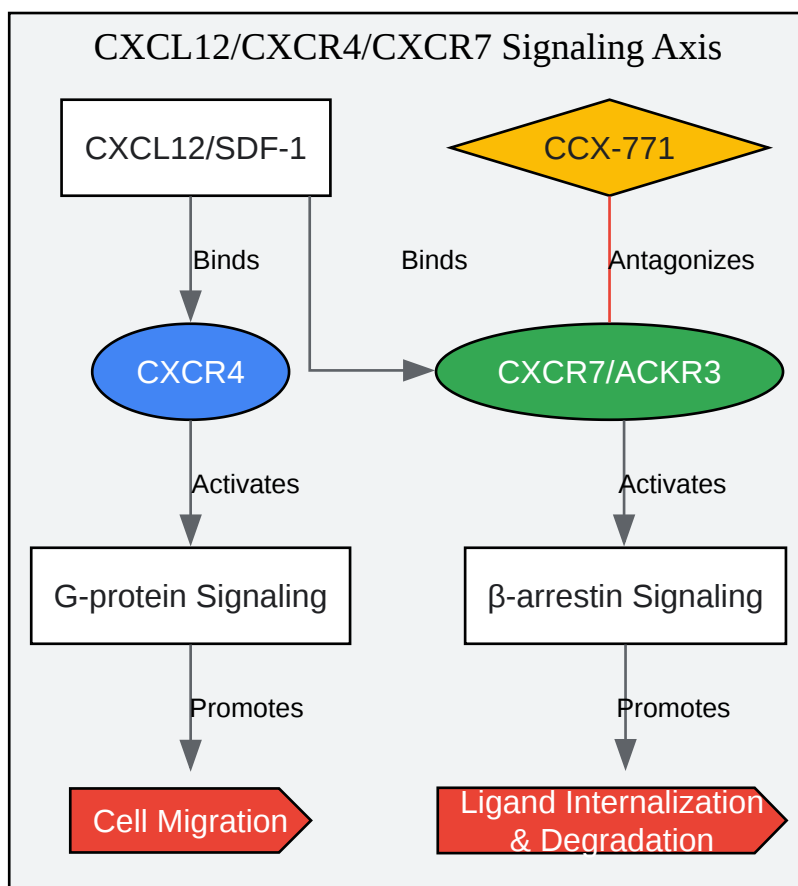 CXCL12/CXCR4/CXCR7 Signaling Axis
CXCL12/SDF-1
CCX-771
Binds
Binds
Antagonizes
CXCR4
CXCR7/ACKR3
Activates
Activates
G-protein Signaling
β-arrestin Signaling
Promotes
Promotes
Cell Migration
Ligand Internalization
& Degradation